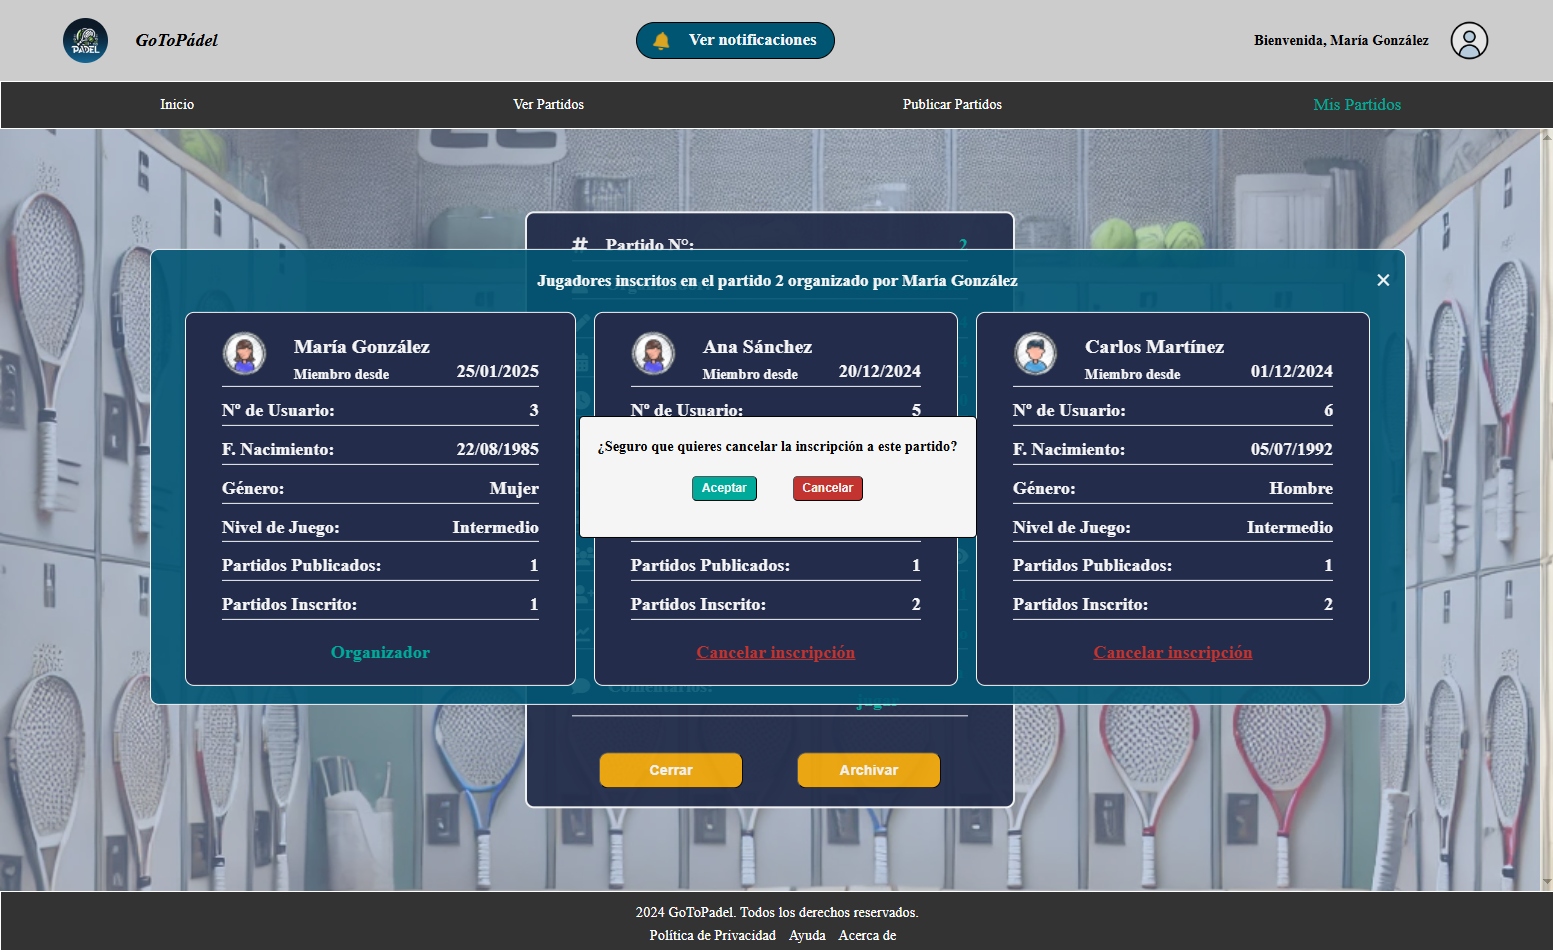 PADEL
GoToPádel
Ver notificaciones
Bienvenida, María González
Inicio
Ver Partidos
Publicar Partidos
Mis Partidos
# Partido Nº: 2
Jugadores inscritos en el partido 2 organizado por María González
×
María González
Miembro desde 25/01/2025
Nº de Usuario: 3
F. Nacimiento: 22/08/1985
Género: Mujer
Nivel de Juego: Intermedio
Partidos Publicados: 1
Partidos Inscrito: 1
Organizador
Ana Sánchez
Miembro desde 20/12/2024
Nº de Usuario: 5
¿Seguro que quieres cancelar la inscripción a este partido?
Aceptar
Cancelar
Partidos Publicados: 1
Partidos Inscrito: 2
Cancelar inscripción
Carlos Martínez
Miembro desde 01/12/2024
Nº de Usuario: 6
F. Nacimiento: 05/07/1992
Género: Hombre
Nivel de Juego: Intermedio
Partidos Publicados: 1
Partidos Inscrito: 2
Cancelar inscripción
Comentarios:
jugar
Cerrar
Archivar
2024 GoToPadel. Todos los derechos reservados.
Política de Privacidad Ayuda Acerca de